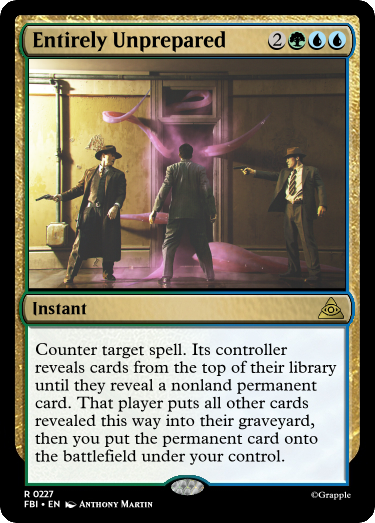 Entirely Unprepared 2
Instant
Counter target spell. Its controller
reveals cards from the top of their library
until they reveal a nonland permanent
card. That player puts all other cards
revealed this way into their graveyard,
then you put the permanent card onto
the battlefield under your control.
R 0227
FBI • EN Anthony Martin
©Grapple